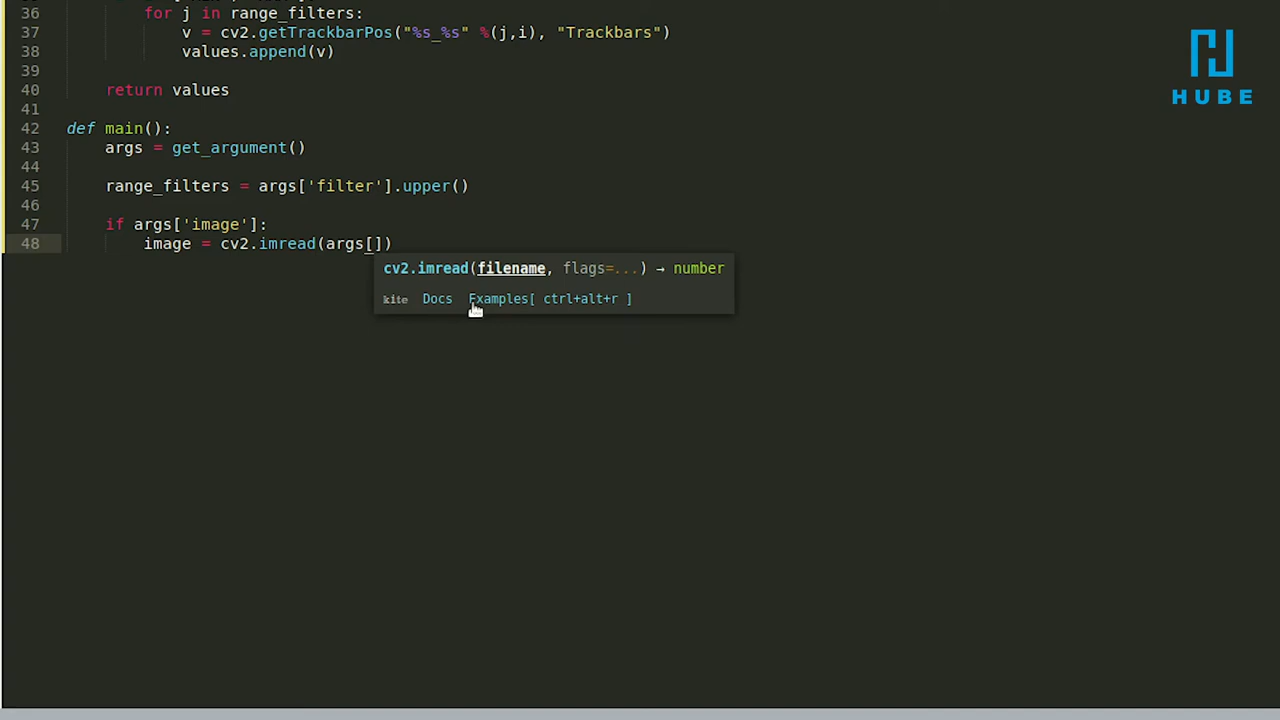 36 for j in range_filters:
37 v = cv2.getTrackbarPos("%s_%s" %(j,i), "Trackbars")
38 values.append(v)
39
40 return values
41
42 def main():
43 args = get_argument()
44
45 range_filters = args['filter'].upper()
46
47 if args['image']:
48 image = cv2.imread(args[])
cv2.imread(filename, flags=...) → number
kite Docs Examples[ ctrl+alt+r ]
HUBE